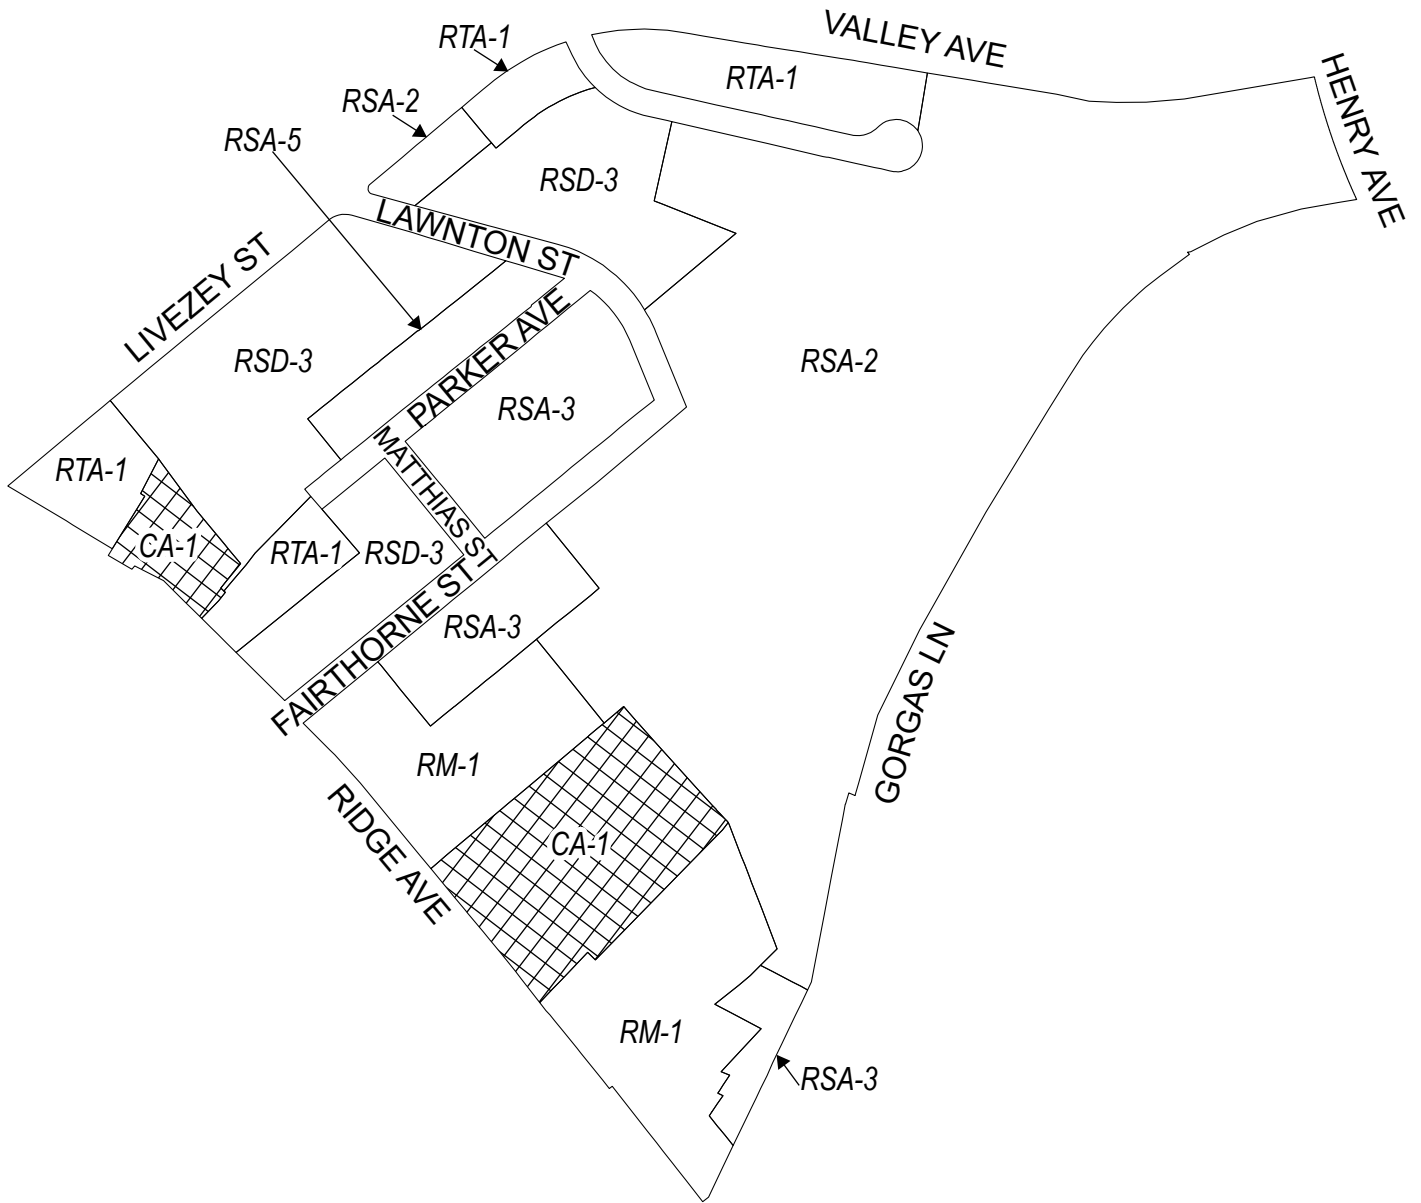 VALLEY AVE
RTA-1
RTA-1
HENRY AVE
RSA-2
RSA-5
RSD-3
LAWNTON ST
LIVEZEY ST
PARKER AVE
RSD-3
RSA-2
RSA-3
MATTHIAS ST
RTA-1
CA-1
RTA-1
RSD-3
FAIRTHORNE ST
RSA-3
GORGAS LN
RM-1
RIDGE AVE
CA-1
RM-1
RSA-3